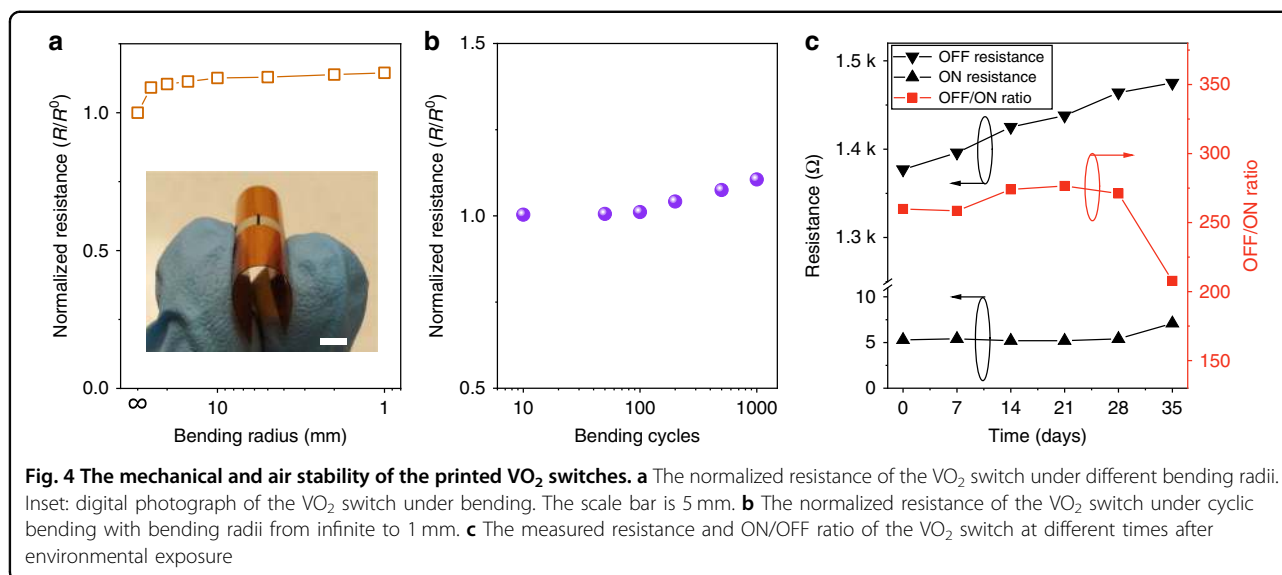 a
Normalized resistance (R/R⁰)
1.0
0.5
0.0
∞
10
1
Bending radius (mm)
b
Normalized resistance (R/R⁰)
1.5
1.0
0.5
10
100
1000
Bending cycles
c
OFF resistance
ON resistance
OFF/ON ratio
Resistance (Ω)
1.5 k
1.4 k
1.3 k
10
5
0
0
7
14
21
28
35
Time (days)
350
300
250
200
150
OFF/ON ratio
Fig. 4 The mechanical and air stability of the printed VO₂ switches. a The normalized resistance of the VO₂ switch under different bending radii.
Inset: digital photograph of the VO₂ switch under bending. The scale bar is 5 mm. b The normalized resistance of the VO₂ switch under cyclic
bending with bending radii from infinite to 1 mm. c The measured resistance and ON/OFF ratio of the VO₂ switch at different times after
environmental exposure